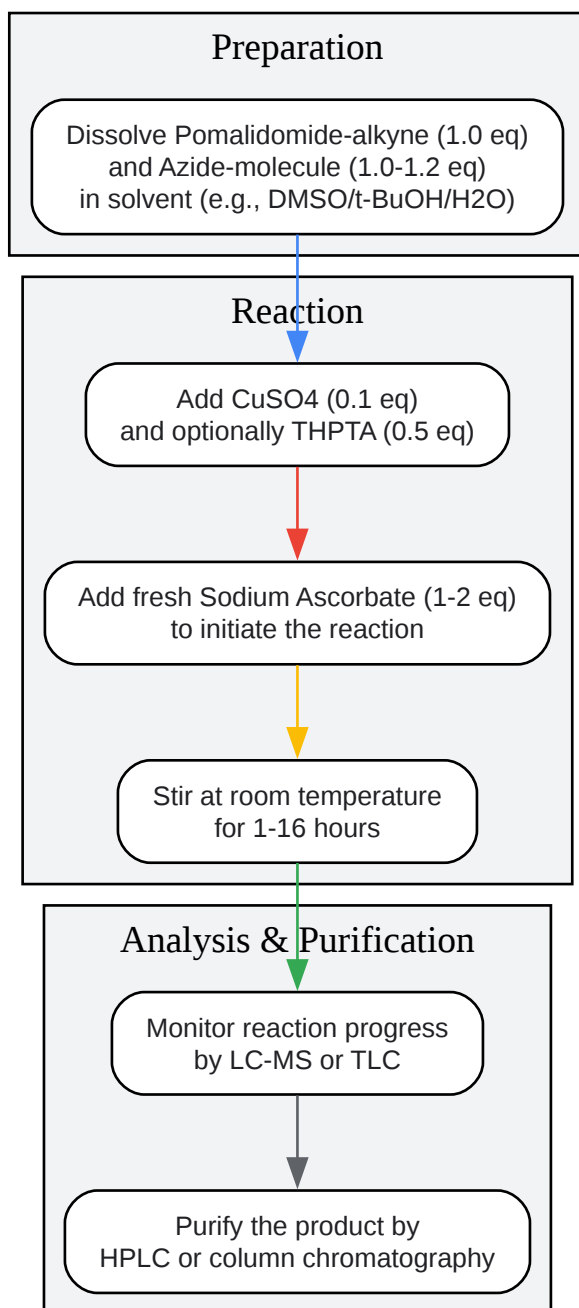 Preparation
Dissolve Pomalidomide-alkyne (1.0 eq)
and Azide-molecule (1.0-1.2 eq)
in solvent (e.g., DMSO/t-BuOH/H2O)
Reaction
Add CuSO4 (0.1 eq)
and optionally THPTA (0.5 eq)
Add fresh Sodium Ascorbate (1-2 eq)
to initiate the reaction
Stir at room temperature
for 1-16 hours
Analysis & Purification
Monitor reaction progress
by LC-MS or TLC
Purify the product by
HPLC or column chromatography